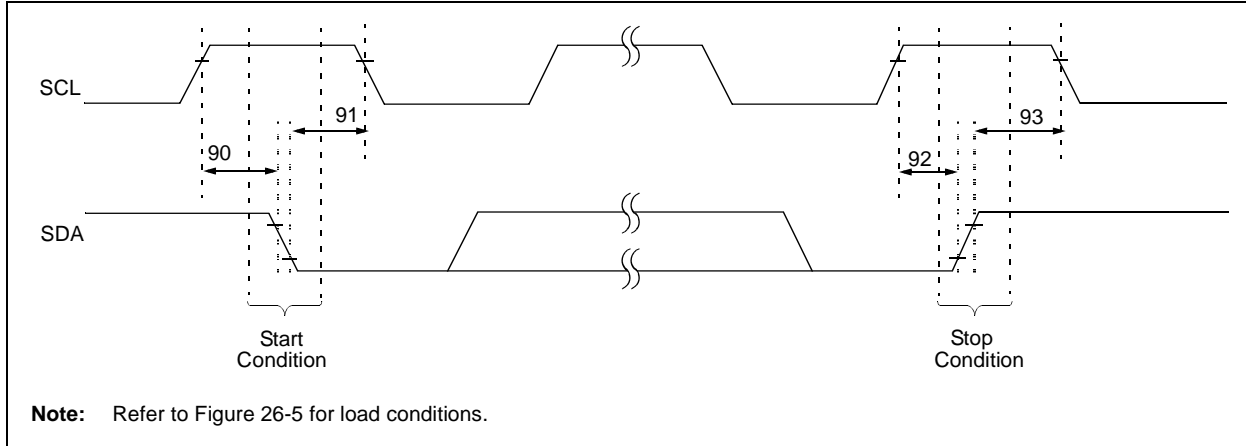 SCL
91
93
90
92
SDA
Start
Condition
Stop
Condition
Note: Refer to Figure 26-5 for load conditions.